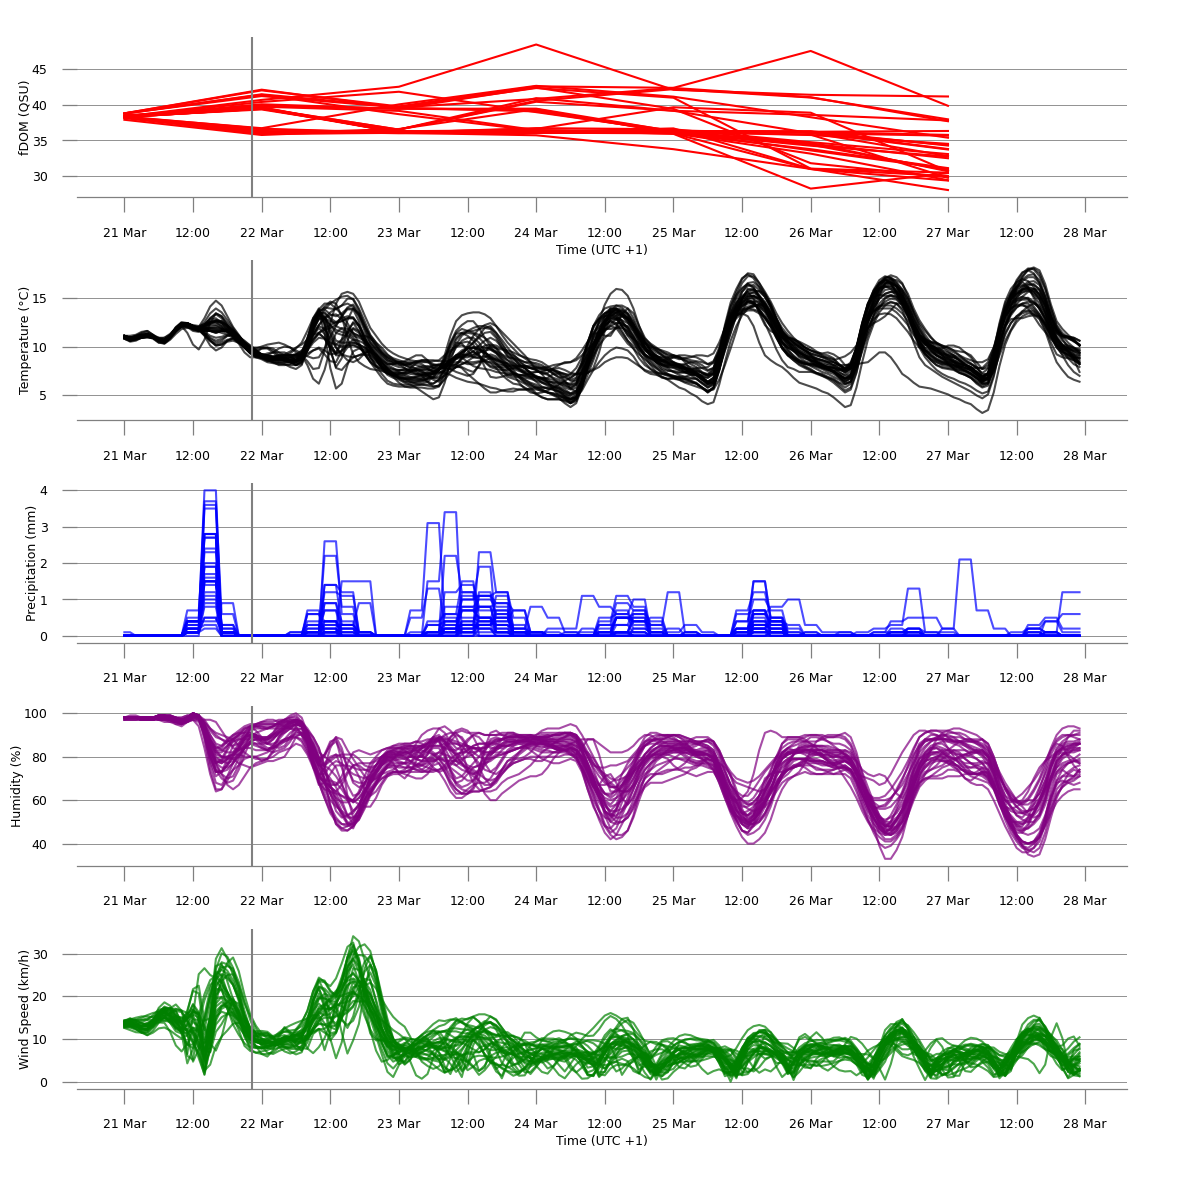 fDOM (QSU)
45
40
35
30
21 Mar 12:00 22 Mar 12:00 23 Mar 12:00 24 Mar 12:00 25 Mar 12:00 26 Mar 12:00 27 Mar 12:00 28 Mar
Time (UTC +1)
Temperature (°C)
15
10
5
21 Mar 12:00 22 Mar 12:00 23 Mar 12:00 24 Mar 12:00 25 Mar 12:00 26 Mar 12:00 27 Mar 12:00 28 Mar
Precipitation (mm)
4
3
2
1
0
21 Mar 12:00 22 Mar 12:00 23 Mar 12:00 24 Mar 12:00 25 Mar 12:00 26 Mar 12:00 27 Mar 12:00 28 Mar
Humidity (%)
100
80
60
40
21 Mar 12:00 22 Mar 12:00 23 Mar 12:00 24 Mar 12:00 25 Mar 12:00 26 Mar 12:00 27 Mar 12:00 28 Mar
Wind Speed (km/h)
30
20
10
0
21 Mar 12:00 22 Mar 12:00 23 Mar 12:00 24 Mar 12:00 25 Mar 12:00 26 Mar 12:00 27 Mar 12:00 28 Mar
Time (UTC +1)